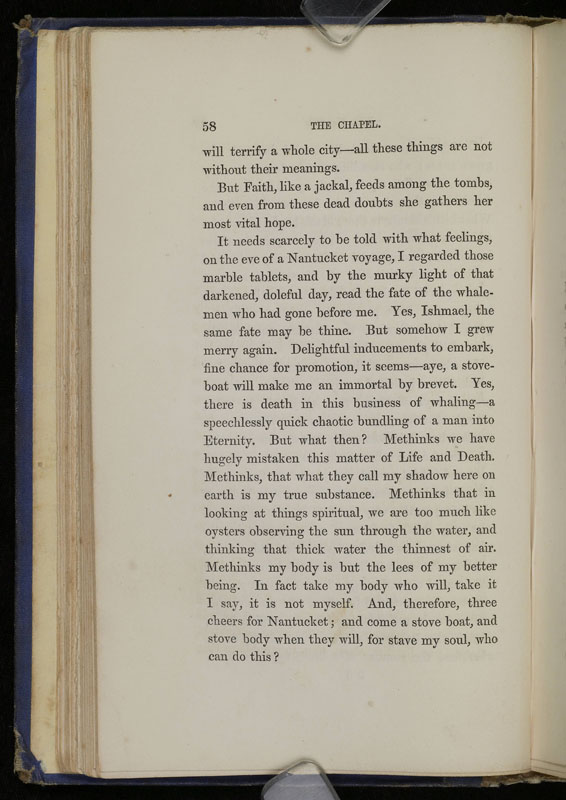 58 THE CHAPEL.
will terrify a whole city—all these things are not
without their meanings.
But Faith, like a jackal, feeds among the tombs,
and even from these dead doubts she gathers her
most vital hope.
It needs scarcely to be told with what feelings,
on the eve of a Nantucket voyage, I regarded those
marble tablets, and by the murky light of that
darkened, doleful day, read the fate of the whale-
men who had gone before me. Yes, Ishmael, the
same fate may be thine. But somehow I grew
merry again. Delightful inducements to embark,
fine chance for promotion, it seems—aye, a stove-
boat will make me an immortal by brevet. Yes,
there is death in this business of whaling—a
speechlessly quick chaotic bundling of a man into
Eternity. But what then? Methinks we have
hugely mistaken this matter of Life and Death.
Methinks, that what they call my shadow here on
earth is my true substance. Methinks that in
looking at things spiritual, we are too much like
oysters observing the sun through the water, and
thinking that thick water the thinnest of air.
Methinks my body is but the lees of my better
being. In fact take my body who will, take it
I say, it is not myself. And, therefore, three
cheers for Nantucket; and come a stove boat, and
stove body when they will, for stave my soul, who
can do this?